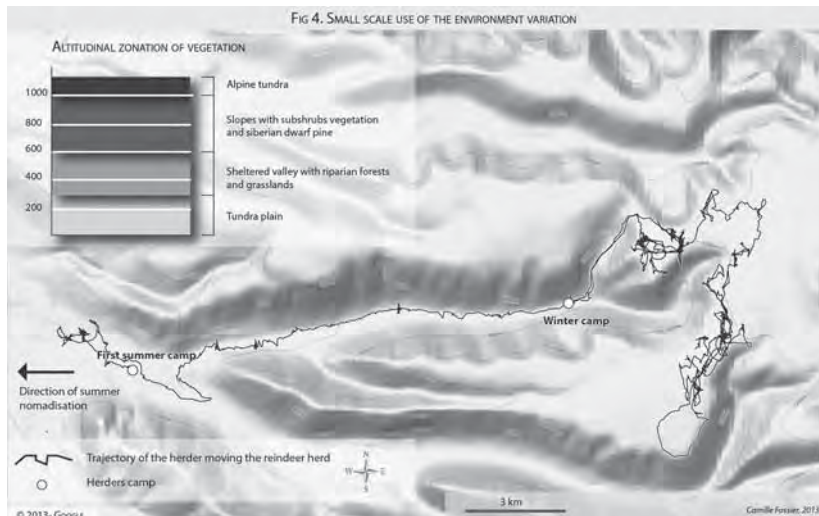 FIG 4. SMALL SCALE USE OF THE ENVIRONMENT VARIATION
ALTITUDINAL ZONATION OF VEGETATION
1000
800
600
400
200
Alpine tundra
Slopes with subshrubs vegetation
and siberian dwarf pine
Sheltered valley with riparian forests
and grasslands
Tundra plain
Winter camp
First summer camp
Direction of summer
nomadisation
Trajectory of the herder moving the reindeer herd
Herders camp
N
W E
S
3 km
© 2013- Google
Camille Fossier, 2013